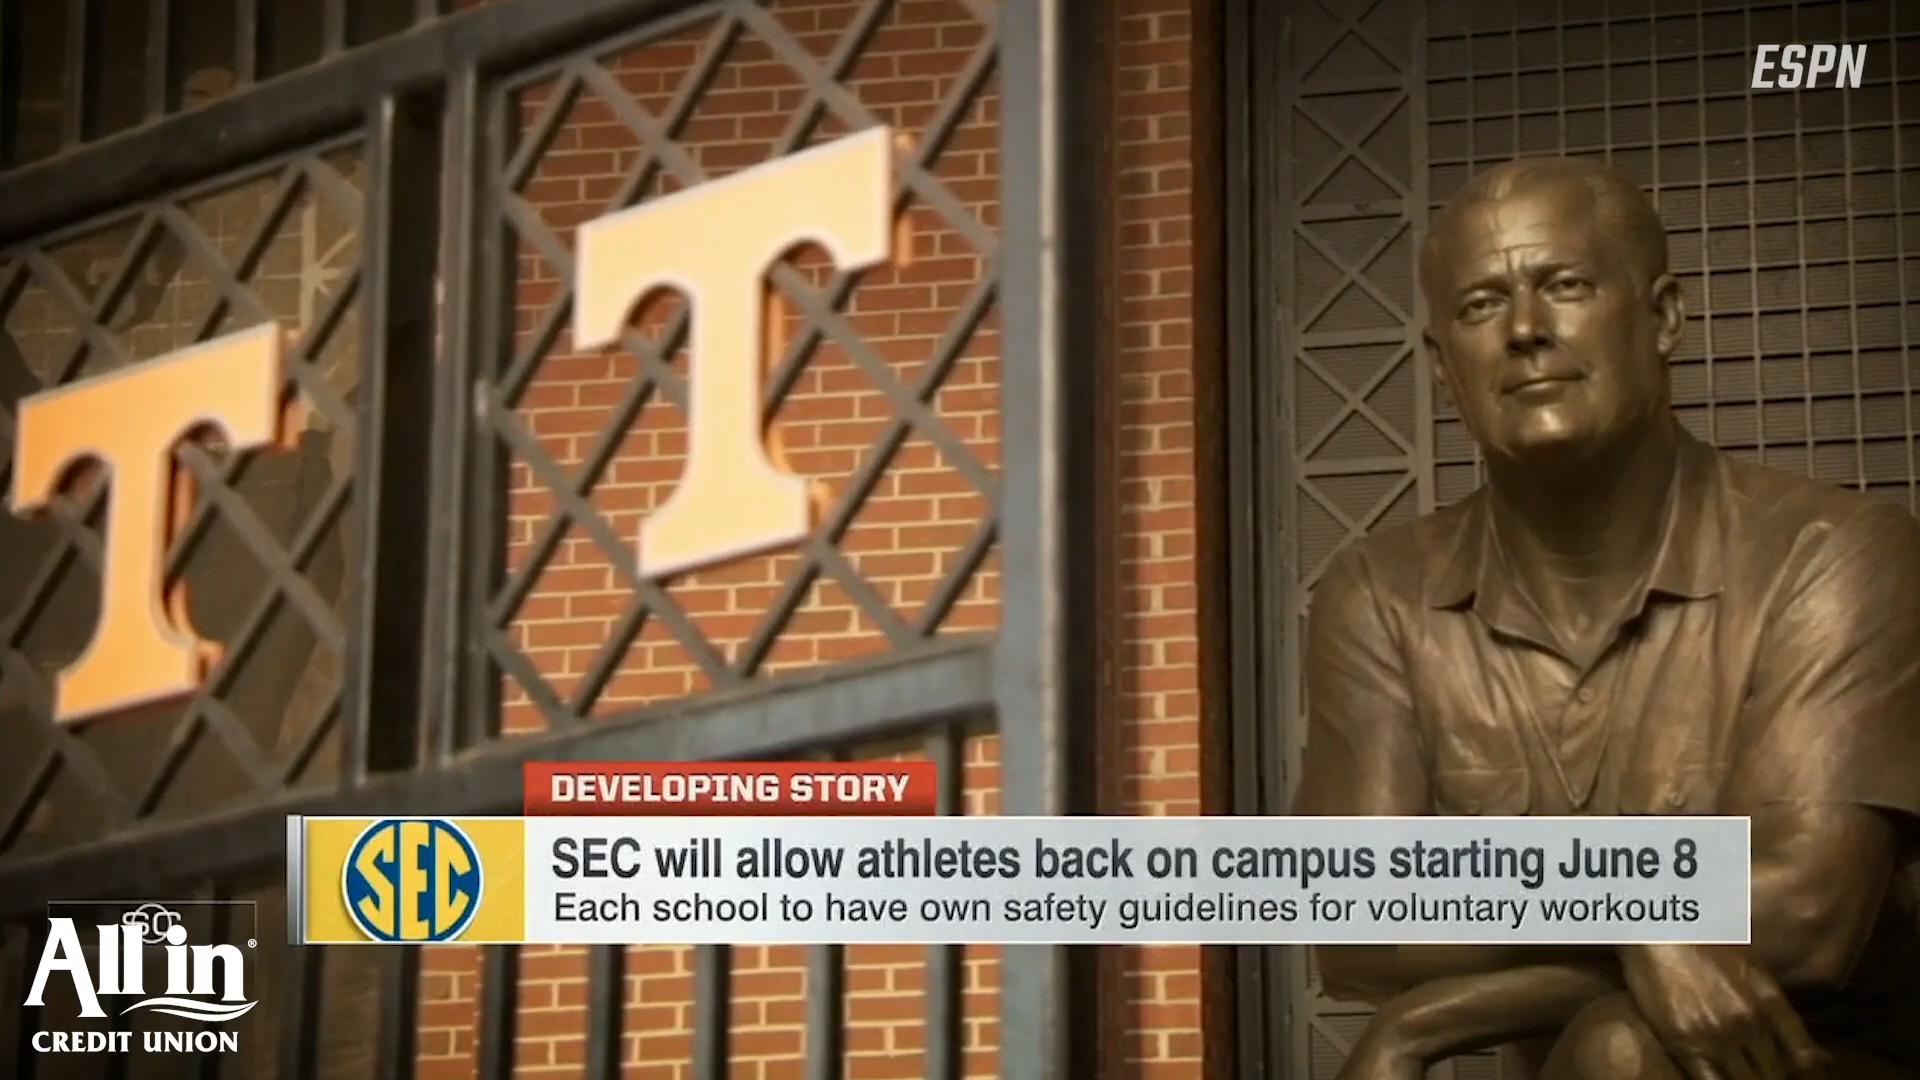 ESPN
T T
DEVELOPING STORY
SEC
SEC will allow athletes back on campus starting June 8
Each school to have own safety guidelines for voluntary workouts
SC
All in®
CREDIT UNION